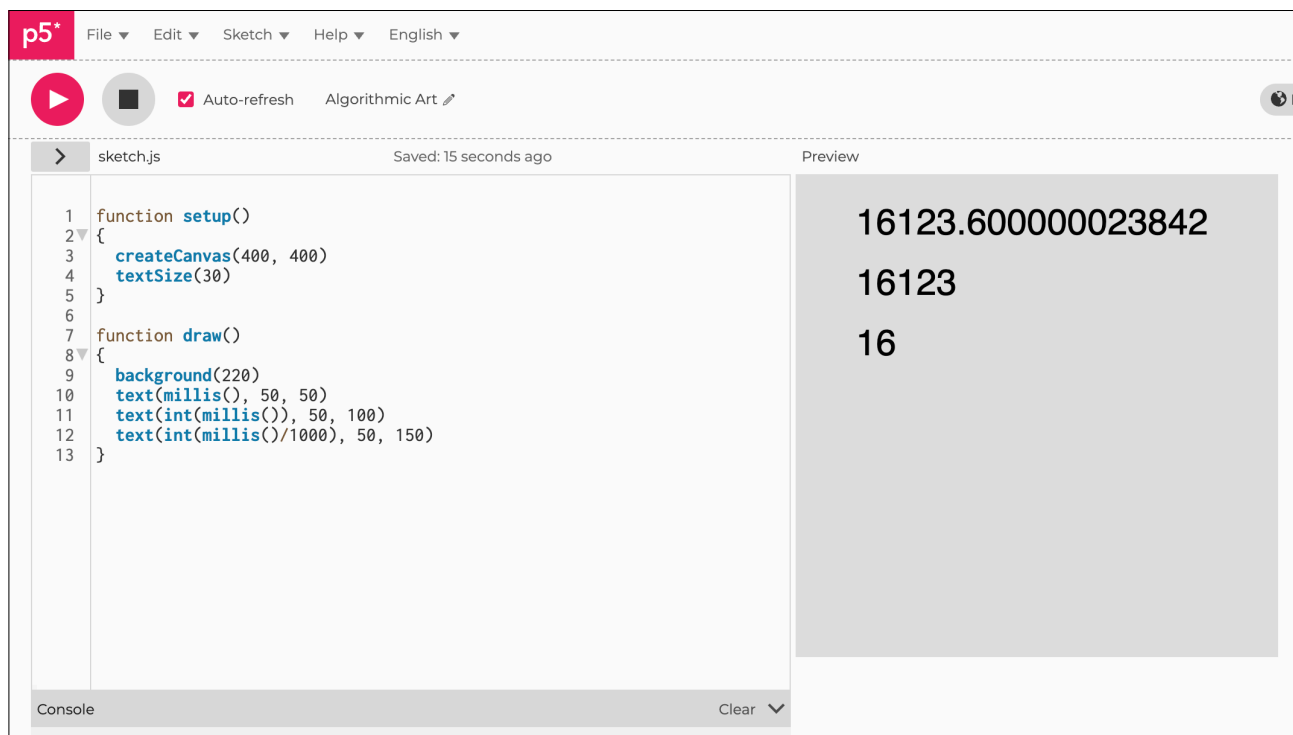 p5* File Edit Sketch Help English
Auto-refresh Algorithmic Art
sketch.js Saved: 15 seconds ago Preview
1 function setup()
2 {
3 createCanvas(400, 400)
4 textSize(30)
5 }
6
7 function draw()
8 {
9 background(220)
10 text(millis(), 50, 50)
11 text(int(millis()), 50, 100)
12 text(int(millis()/1000), 50, 150)
13 }
16123.600000023842
16123
16
Console Clear